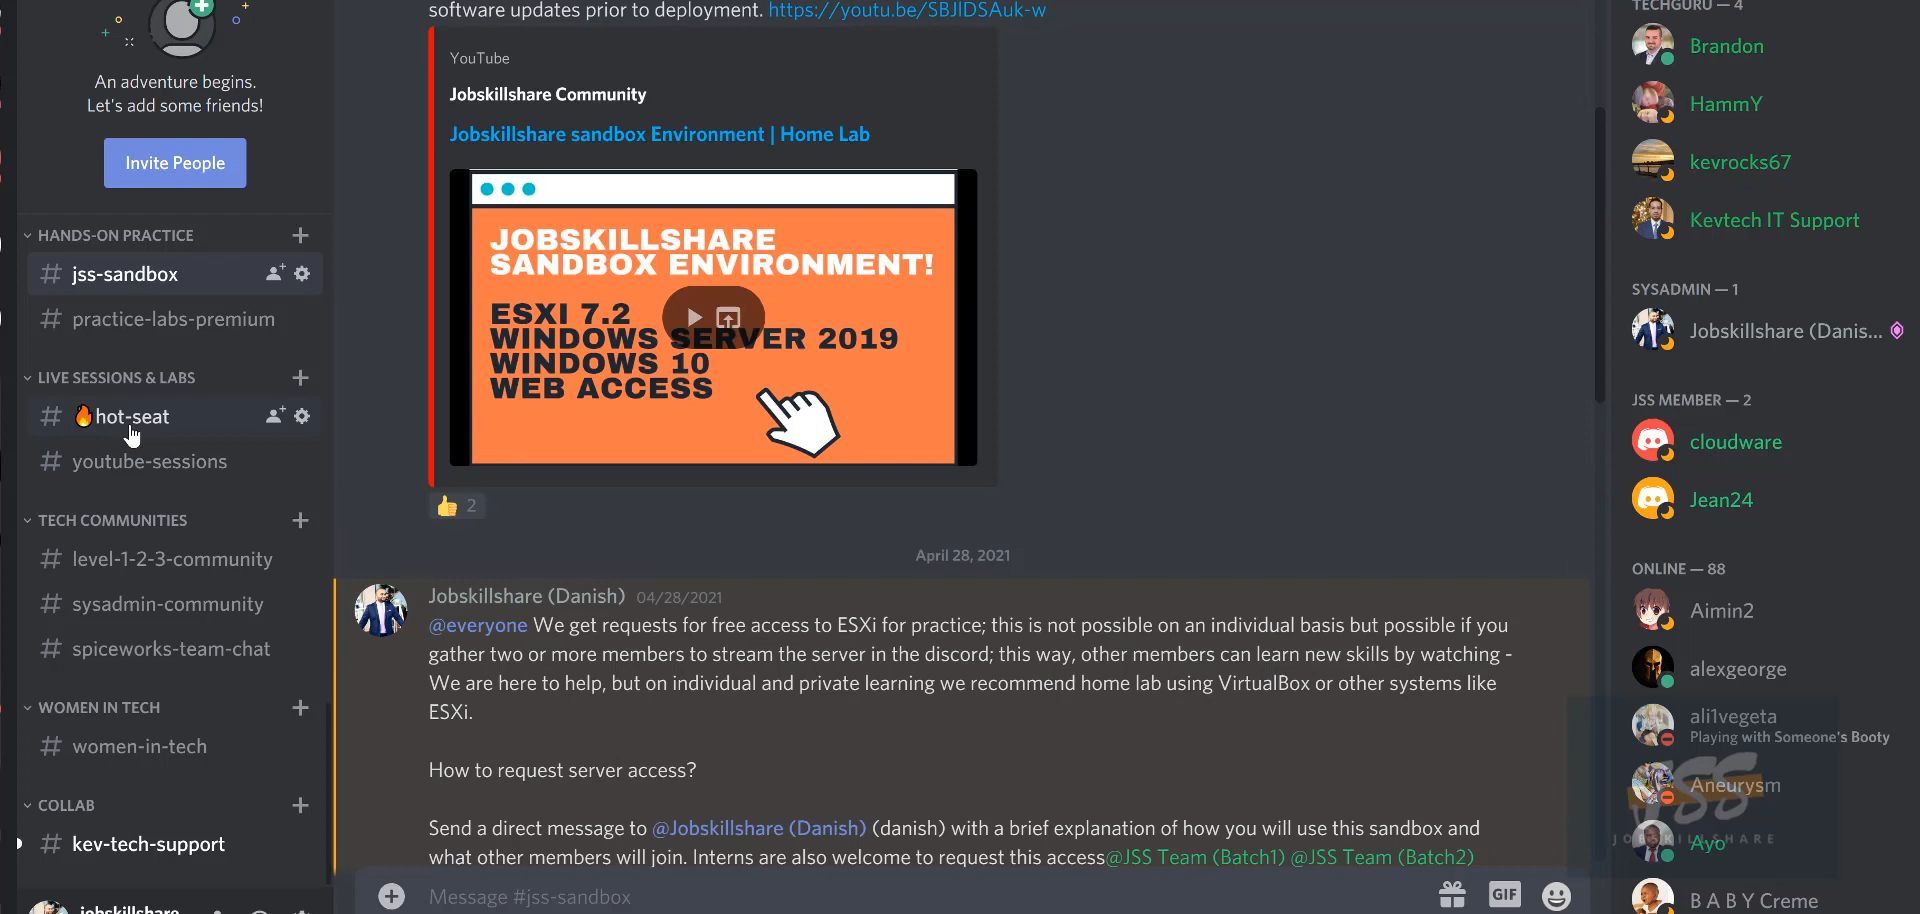 An adventure begins.
Let's add some friends!
Invite People
HANDS-ON PRACTICE
jss-sandbox
practice-labs-premium
LIVE SESSIONS & LABS
🔥hot-seat
youtube-sessions
TECH COMMUNITIES
level-1-2-3-community
sysadmin-community
spiceworks-team-chat
WOMEN IN TECH
women-in-tech
COLLAB
kev-tech-support
jobskillshare
software updates prior to deployment. https://youtu.be/SBJIDSAuk-w
YouTube
Jobskillshare Community
Jobskillshare sandbox Environment | Home Lab
JOBSKILLSHARE
SANDBOX ENVIRONMENT!
ESXI 7.2
WINDOWS SERVER 2019
WINDOWS 10
WEB ACCESS
👍 2
April 28, 2021
Jobskillshare (Danish) 04/28/2021
@everyone We get requests for free access to ESXi for practice; this is not possible on an individual basis but possible if you
gather two or more members to stream the server in the discord; this way, other members can learn new skills by watching -
We are here to help, but on individual and private learning we recommend home lab using VirtualBox or other systems like
ESXi.
How to request server access?
Send a direct message to @Jobskillshare (Danish) (danish) with a brief explanation of how you will use this sandbox and
what other members will join. Interns are also welcome to request this access@JSS Team (Batch1) @JSS Team (Batch2)
Message #jss-sandbox
GIF
TECHGURU — 4
Brandon
HammY
kevrocks67
Kevtech IT Support
SYSADMIN — 1
Jobskillshare (Danis...
JSS MEMBER — 2
cloudware
Jean24
ONLINE — 88
Aimin2
alexgeorge
ali1vegeta
Playing with Someone's Booty
Aneurysm
JSS
JOBSKILLSHARE
Ayo
B A B Y Creme